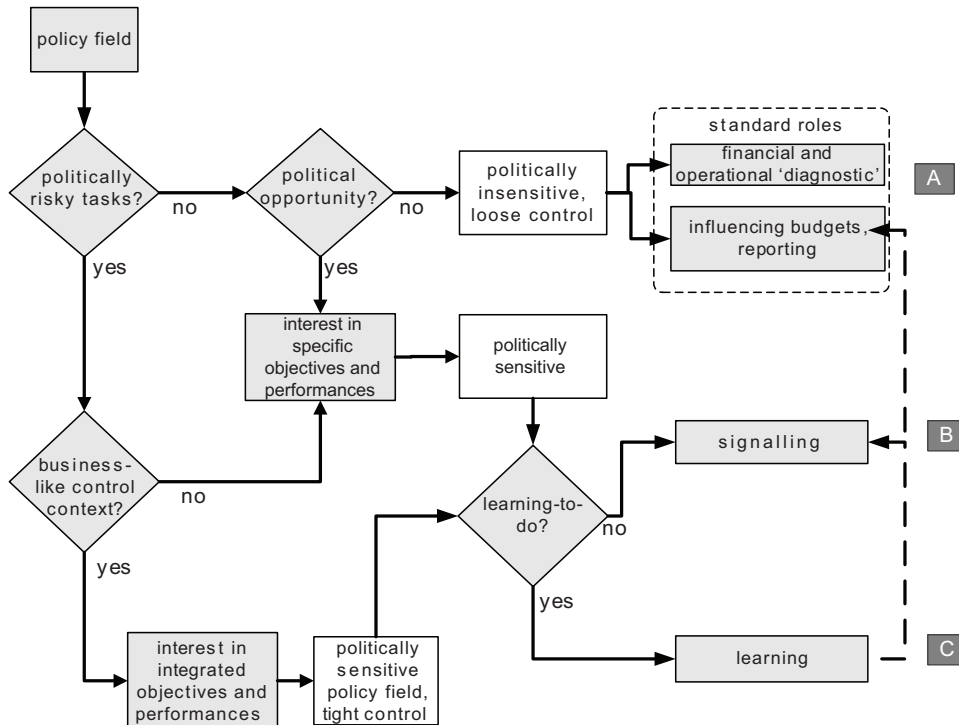 policy field
politically
risky tasks?
no
yes
political
opportunity?
no
yes
politically
insensitive,
loose control
standard roles
financial and
operational ‘diagnostic’
influencing budgets,
reporting
A
interest in
specific
objectives and
performances
politically
sensitive
business-
like control
context?
no
yes
learning-to-
do?
no
yes
signalling
B
interest in
integrated
objectives and
performances
politically
sensitive
policy field,
tight control
learning
C